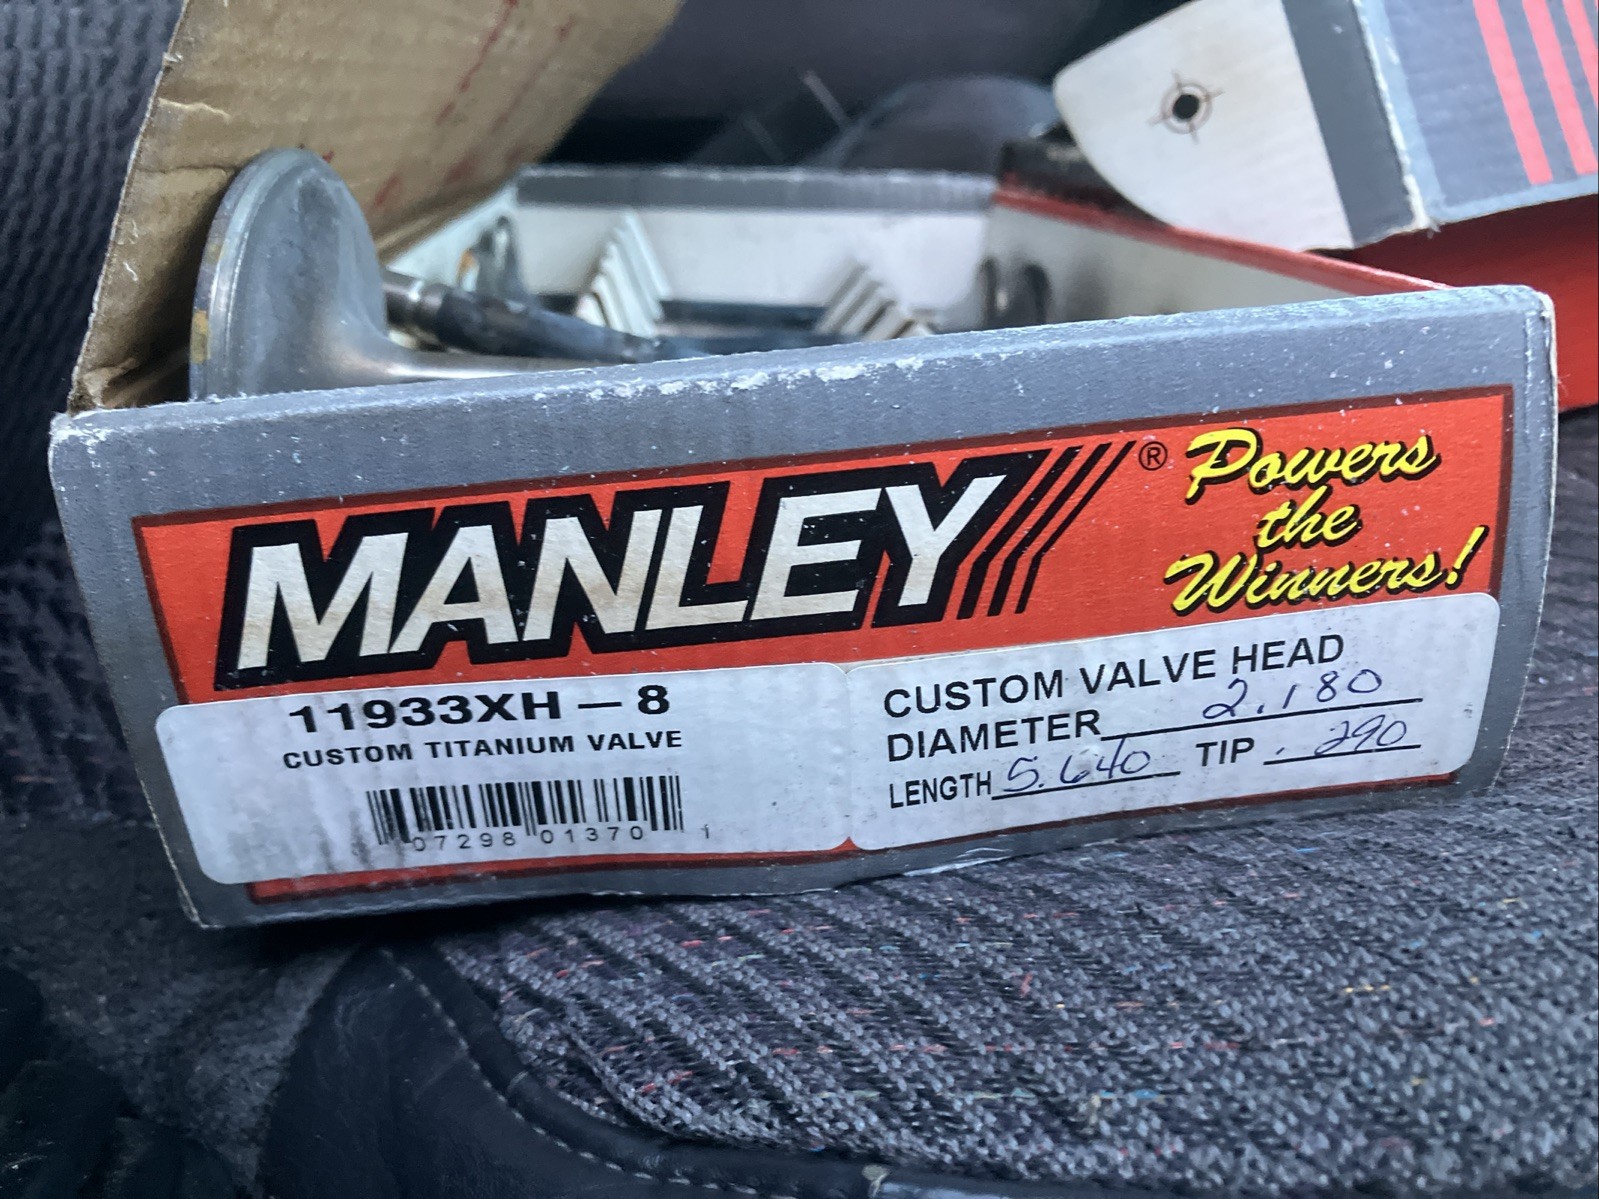 MANLEY®
Powers
the
Winners!
11933XH – 8
CUSTOM TITANIUM VALVE
07298 01370 1
CUSTOM VALVE HEAD
DIAMETER 2.180
LENGTH 5.640 TIP .290